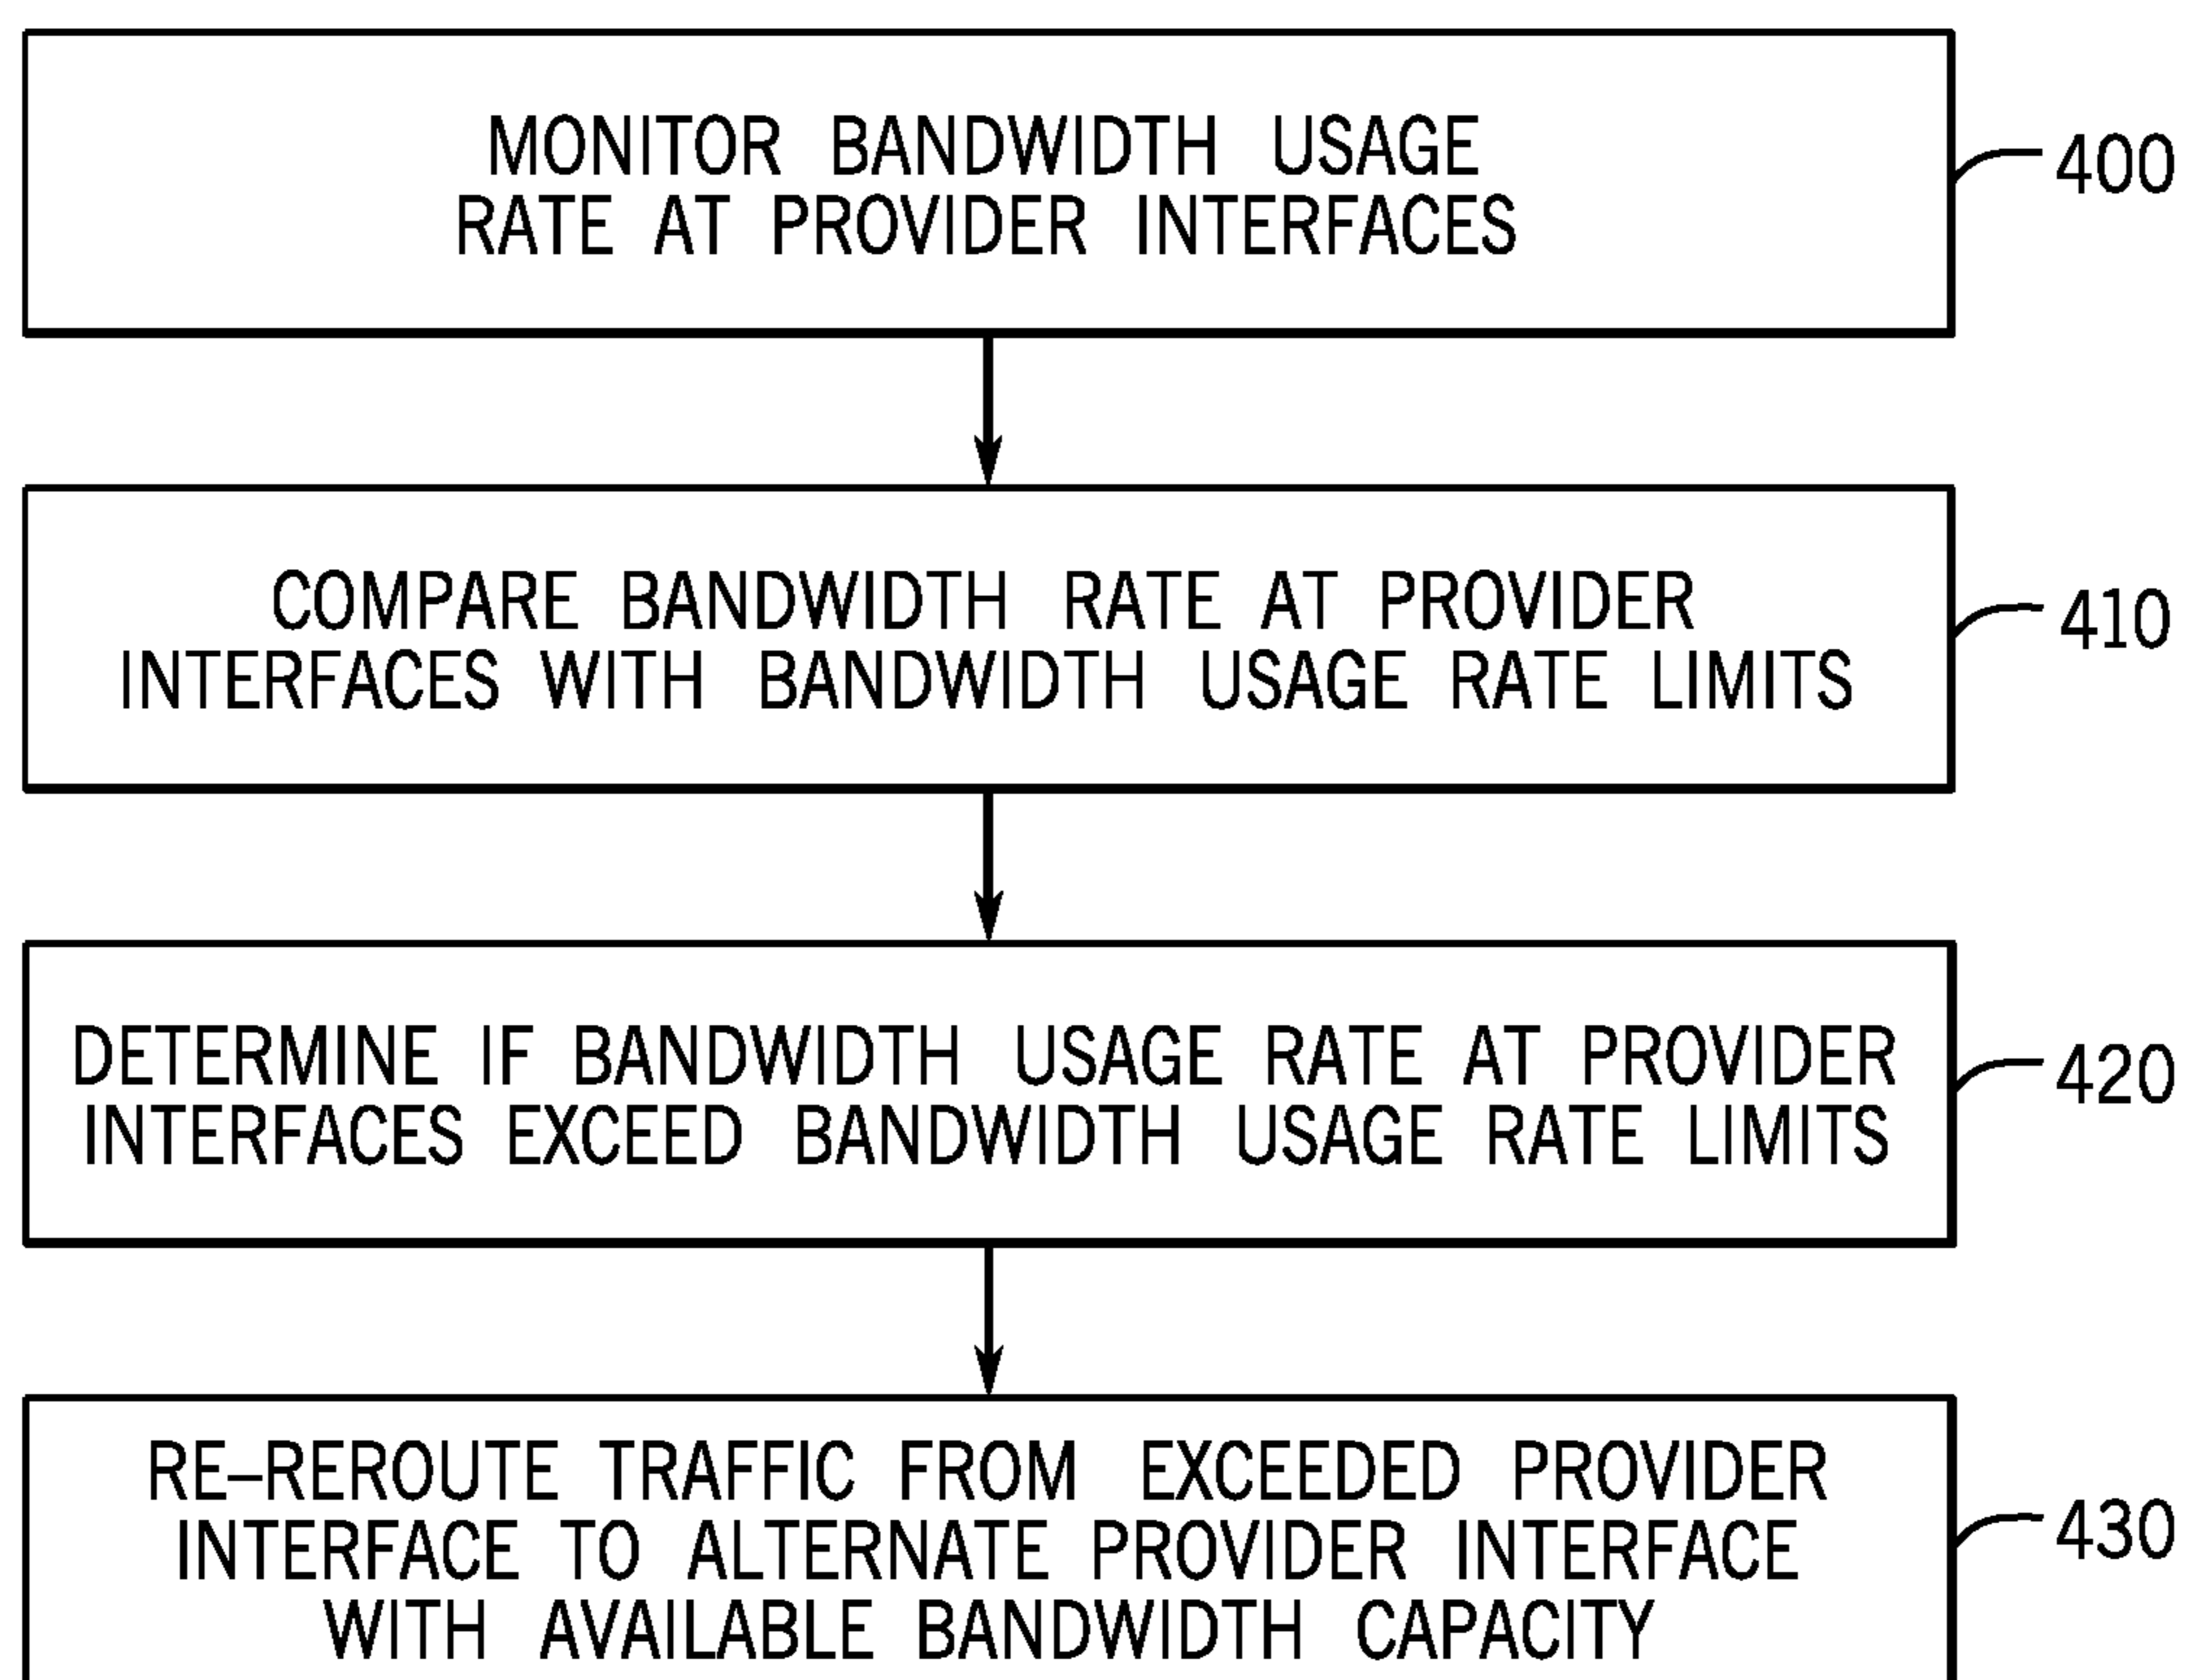 MONITOR BANDWIDTH USAGE
RATE AT PROVIDER INTERFACES
400
COMPARE BANDWIDTH RATE AT PROVIDER
INTERFACES WITH BANDWIDTH USAGE RATE LIMITS
410
DETERMINE IF BANDWIDTH USAGE RATE AT PROVIDER
INTERFACES EXCEED BANDWIDTH USAGE RATE LIMITS
420
RE–REROUTE TRAFFIC FROM EXCEEDED PROVIDER
INTERFACE TO ALTERNATE PROVIDER INTERFACE
WITH AVAILABLE BANDWIDTH CAPACITY
430